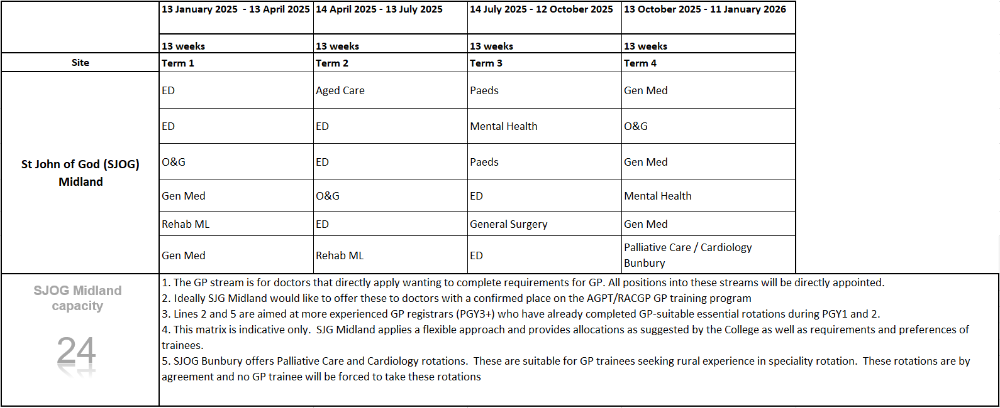 13 January 2025  - 13 April 2025 14 April 2025 - 13 July 2025 14 July 2025 - 12 October 2025 13 October 2025 - 11 January 2026
13 weeks 13 weeks 13 weeks 13 weeks
Site Term 1 Term 2 Term 3 Term 4
St John of God (SJOG)
Midland
ED Aged Care Paeds Gen Med
ED ED Mental Health O&G
O&G ED Paeds Gen Med
Gen Med O&G ED Mental Health
Rehab ML ED General Surgery Gen Med
Gen Med Rehab ML ED Palliative Care / Cardiology
Bunbury
SJOG Midland
capacity
24
1. The GP stream is for doctors that directly apply wanting to complete requirements for GP. All positions into these streams will be directly appointed.
2. Ideally SJG Midland would like to offer these to doctors with a confirmed place on the AGPT/RACGP GP training program
3. Lines 2 and 5 are aimed at more experienced GP registrars (PGY3+) who have already completed GP-suitable essential rotations during PGY1 and 2.
4. This matrix is indicative only.  SJG Midland applies a flexible approach and provides allocations as suggested by the College as well as requirements and preferences of
trainees.
5. SJOG Bunbury offers Palliative Care and Cardiology rotations.  These are suitable for GP trainees seeking rural experience in speciality rotation.  These rotations are by
agreement and no GP trainee will be forced to take these rotations